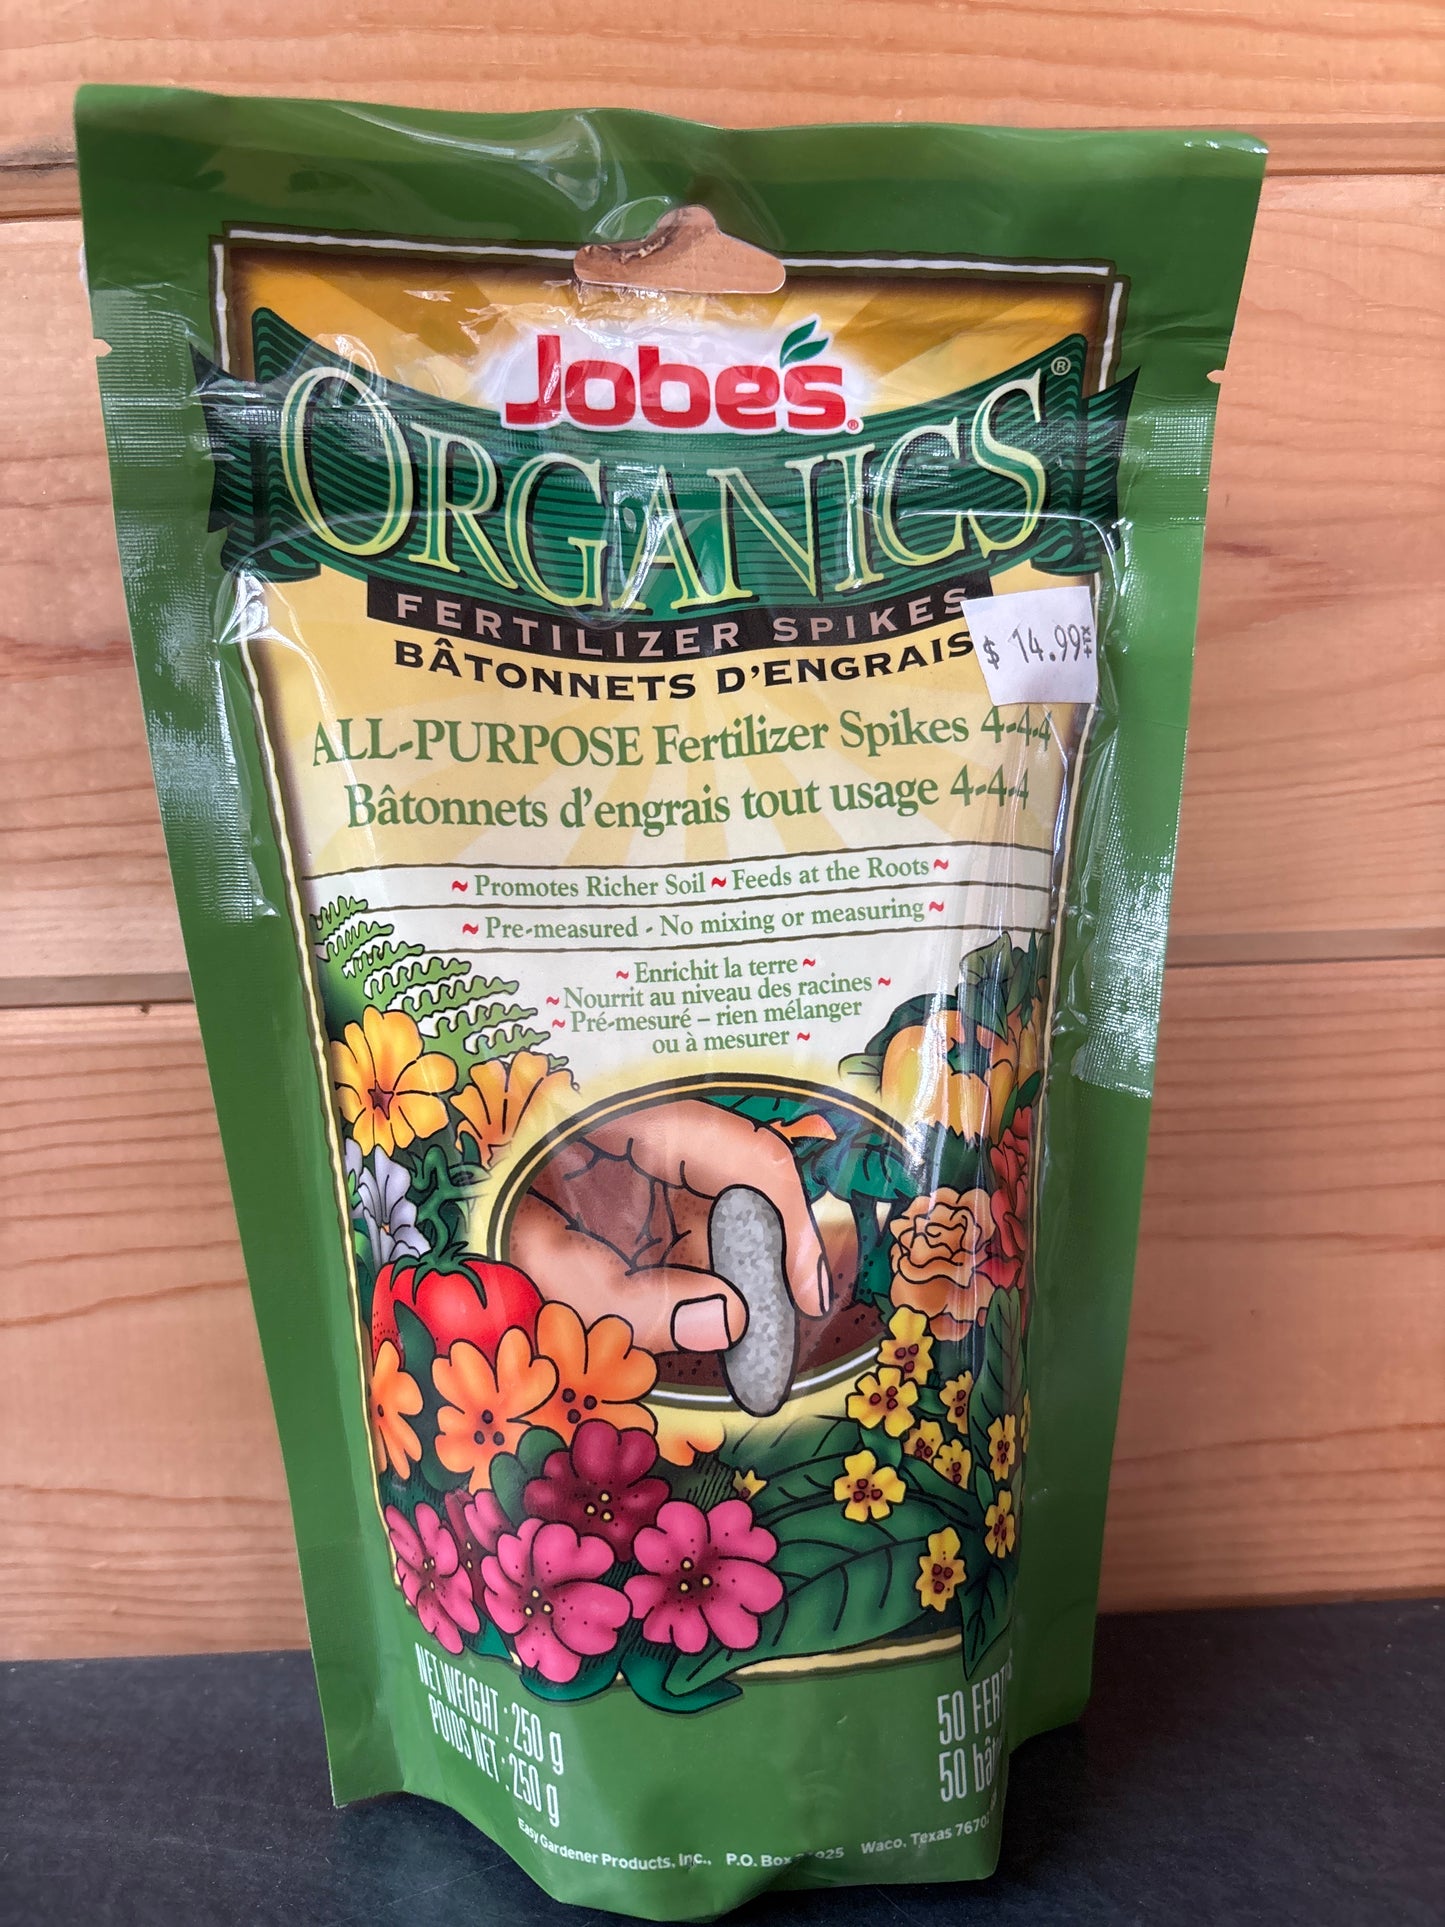 Jobe's®
ORGANICS®
FERTILIZER SPIKES
BÂTONNETS D'ENGRAIS
$ 14.99
ALL-PURPOSE Fertilizer Spikes 4-4-4
Bâtonnets d'engrais tout usage 4-4-4
~ Promotes Richer Soil ~ Feeds at the Roots ~
~ Pre-measured - No mixing or measuring ~
~ Enrichit la terre ~
~ Nourrit au niveau des racines ~
~ Pré-mesuré – rien mélanger
ou à mesurer ~
NET WEIGHT : 250 g
POIDS NET : 250 g
50
50
Easy Gardener Products, Inc., P.O. Box Waco, Texas